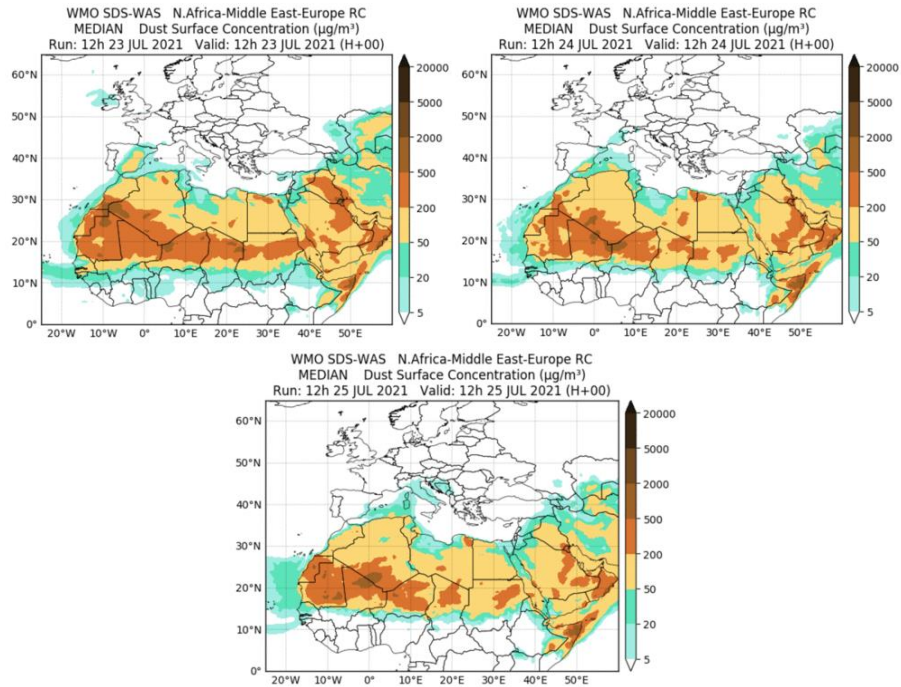 WMO SDS-WAS N.Africa-Middle East-Europe RC
MEDIAN Dust Surface Concentration (µg/m³)
Run: 12h 23 JUL 2021 Valid: 12h 23 JUL 2021 (H+00)
60°N
50°N
40°N
30°N
20°N
10°N
0°
20°W 10°W 0° 10°E 20°E 30°E 40°E 50°E
20000
5000
2000
500
200
50
20
5
WMO SDS-WAS N.Africa-Middle East-Europe RC
MEDIAN Dust Surface Concentration (µg/m³)
Run: 12h 24 JUL 2021 Valid: 12h 24 JUL 2021 (H+00)
60°N
50°N
40°N
30°N
20°N
10°N
0°
20°W 10°W 0° 10°E 20°E 30°E 40°E 50°E
20000
5000
2000
500
200
50
20
5
WMO SDS-WAS N.Africa-Middle East-Europe RC
MEDIAN Dust Surface Concentration (µg/m³)
Run: 12h 25 JUL 2021 Valid: 12h 25 JUL 2021 (H+00)
60°N
50°N
40°N
30°N
20°N
10°N
0°
20°W 10°W 0° 10°E 20°E 30°E 40°E 50°E
20000
5000
2000
500
200
50
20
5